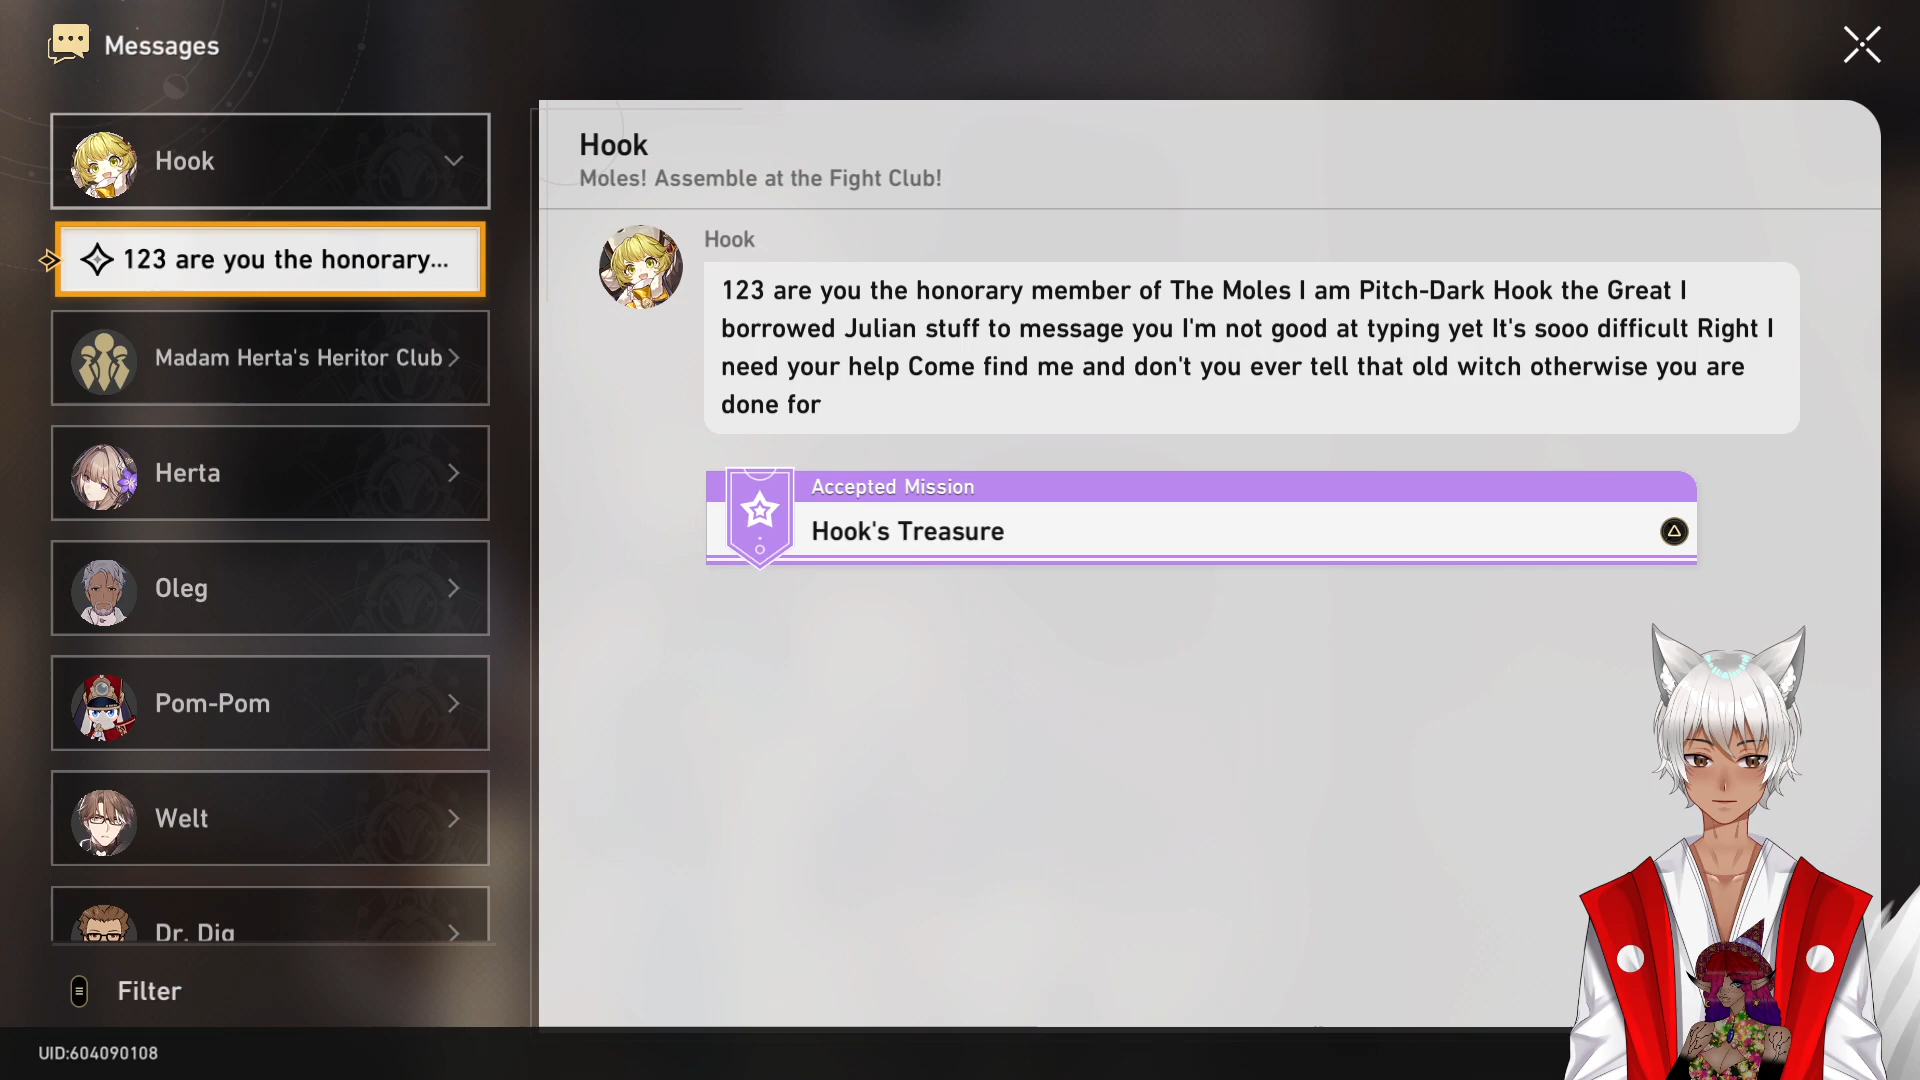 Messages
Hook
123 are you the honorary...
Madam Herta's Heritor Club
Herta
Oleg
Pom-Pom
Welt
Dr. Dig
Filter
UID:604090108
Hook
Moles! Assemble at the Fight Club!
Hook
123 are you the honorary member of The Moles I am Pitch-Dark Hook the Great I
borrowed Julian stuff to message you I'm not good at typing yet It's sooo difficult Right I
need your help Come find me and don't you ever tell that old witch otherwise you are
done for
Accepted Mission
Hook's Treasure